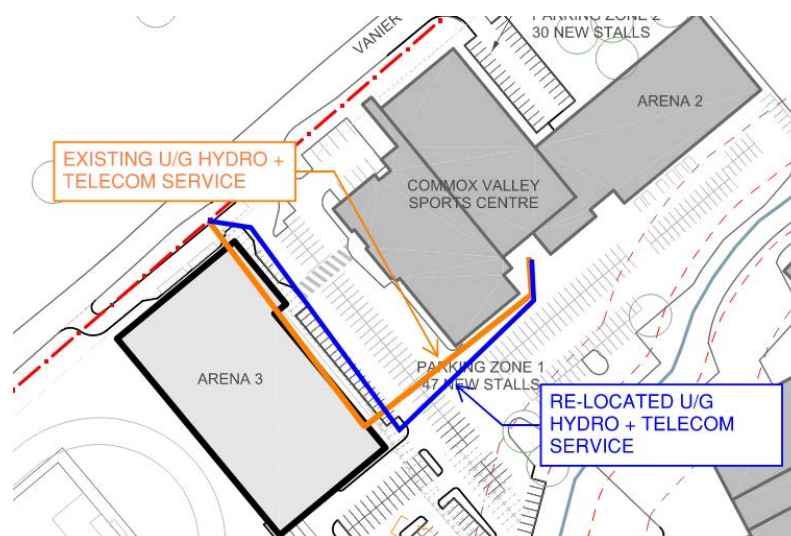 VANIER
PARKING ZONE 2
30 NEW STALLS
ARENA 2
EXISTING U/G HYDRO +
TELECOM SERVICE
COMMOX VALLEY
SPORTS CENTRE
ARENA 3
PARKING ZONE 1
47 NEW STALLS
RE-LOCATED U/G
HYDRO + TELECOM
SERVICE